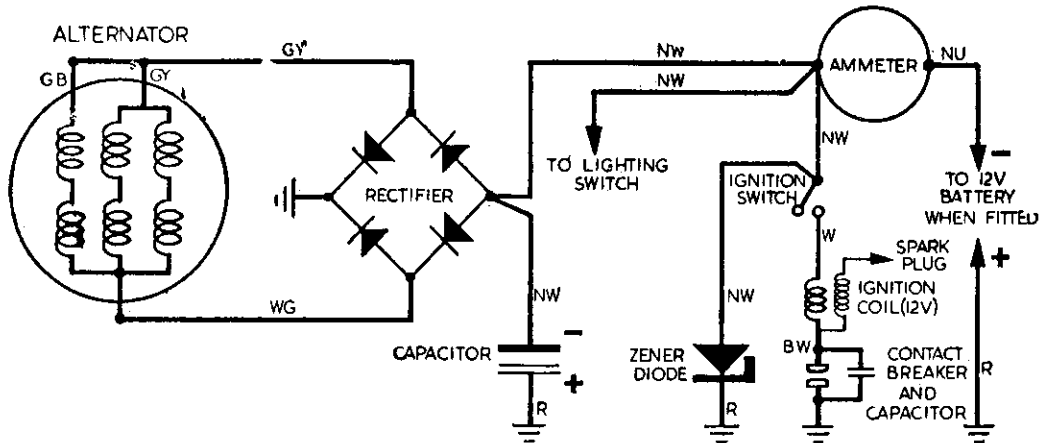 ALTERNATOR
GB
GY
GY
RECTIFIER
WG
NW
NW
TO LIGHTING
SWITCH
AMMETER
NU
NW
IGNITION
SWITCH
W
-
TO 12V
BATTERY
WHEN FITTED
+
SPARK
PLUG
IGNITION
COIL(12V)
NW
CAPACITOR
-
+
R
NW
ZENER
DIODE
R
BW
CONTACT
BREAKER
AND
CAPACITOR
R